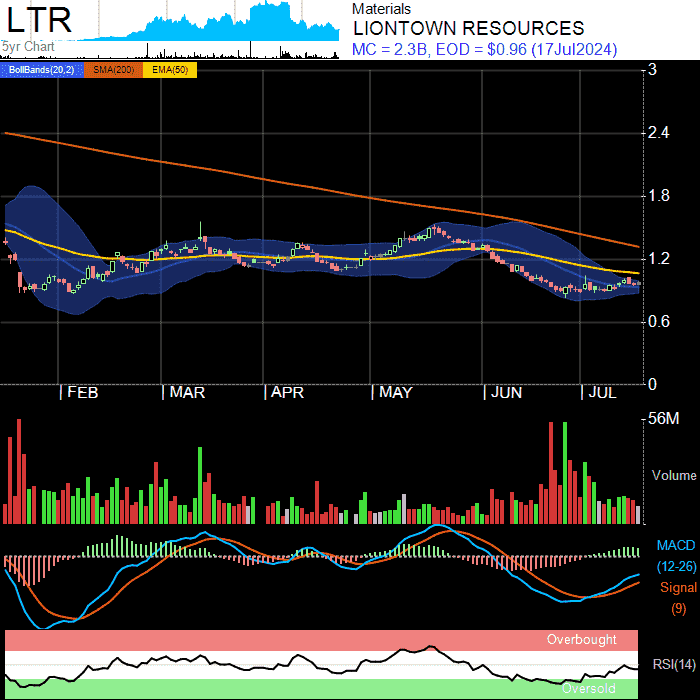 LTR
5yr Chart
Materials
LIONTOWN RESOURCES
MC = 2.3B, EOD = $0.96 (17Jul2024)
BollBands(20,2) SMA(200) EMA(50)
3
2.4
1.8
1.2
0.6
0
FEB MAR APR MAY JUN JUL
56M
Volume
MACD
(12-26)
Signal
(9)
Overbought
RSI(14)
Oversold